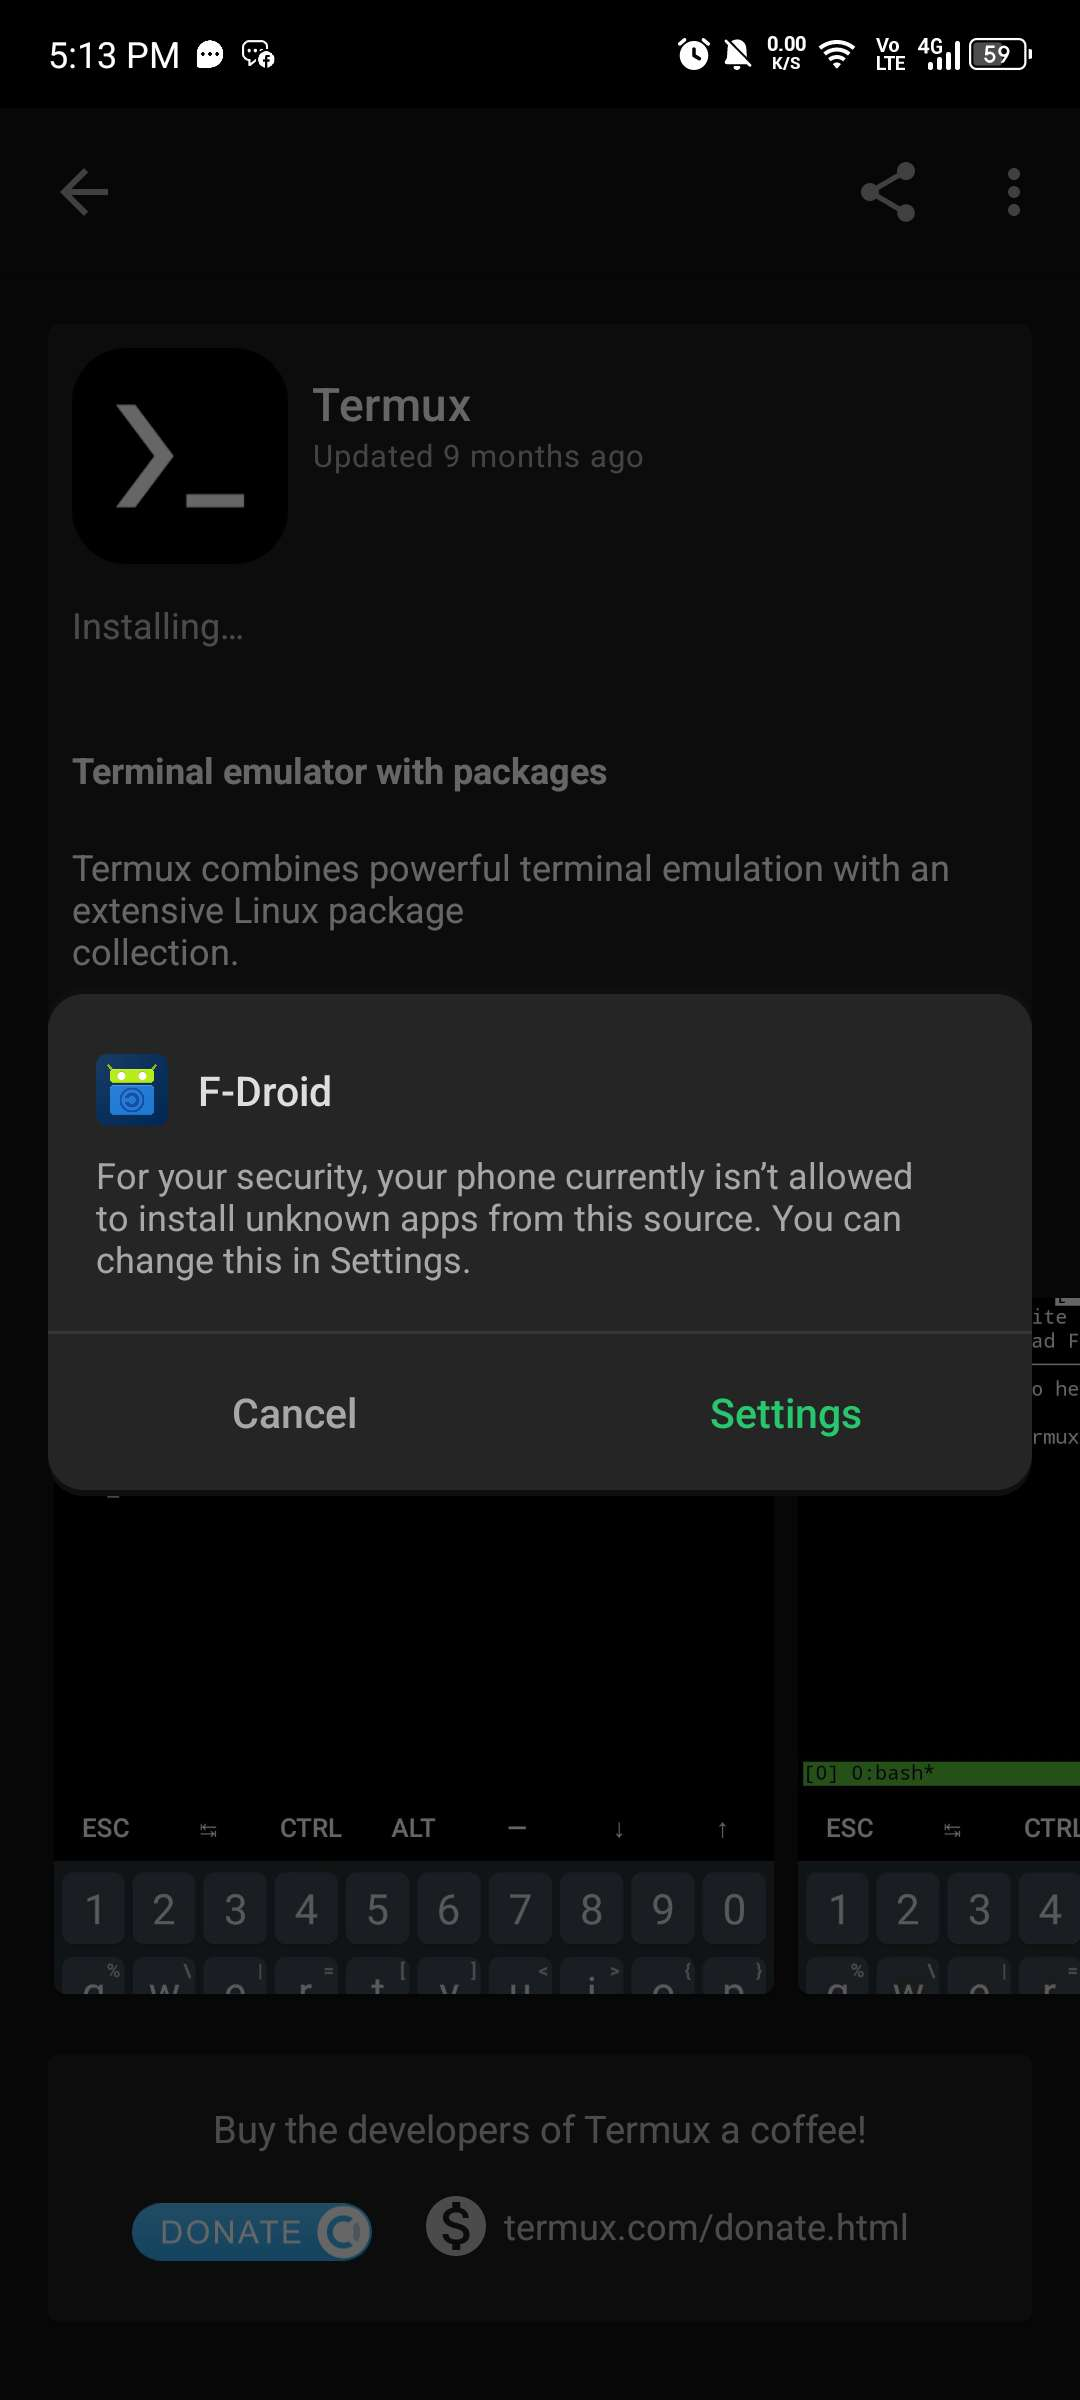 5:13 PM
0.00 K/S Vo LTE 4G 59
Termux
Updated 9 months ago
Installing…
Terminal emulator with packages
Termux combines powerful terminal emulation with an
extensive Linux package
collection.
F-Droid
For your security, your phone currently isn’t allowed
to install unknown apps from this source. You can
change this in Settings.
Cancel Settings
ite
ad F
o he
rmux
[0] 0:bash*
ESC ↹ CTRL ALT — ↓ ↑
ESC ↹ CTRL
1 2 3 4 5 6 7 8 9 0
1 2 3 4
% \ | = [ ] < > { }
% \ | =
q w e r t y u i o p
q w e r
Buy the developers of Termux a coffee!
DONATE $ termux.com/donate.html